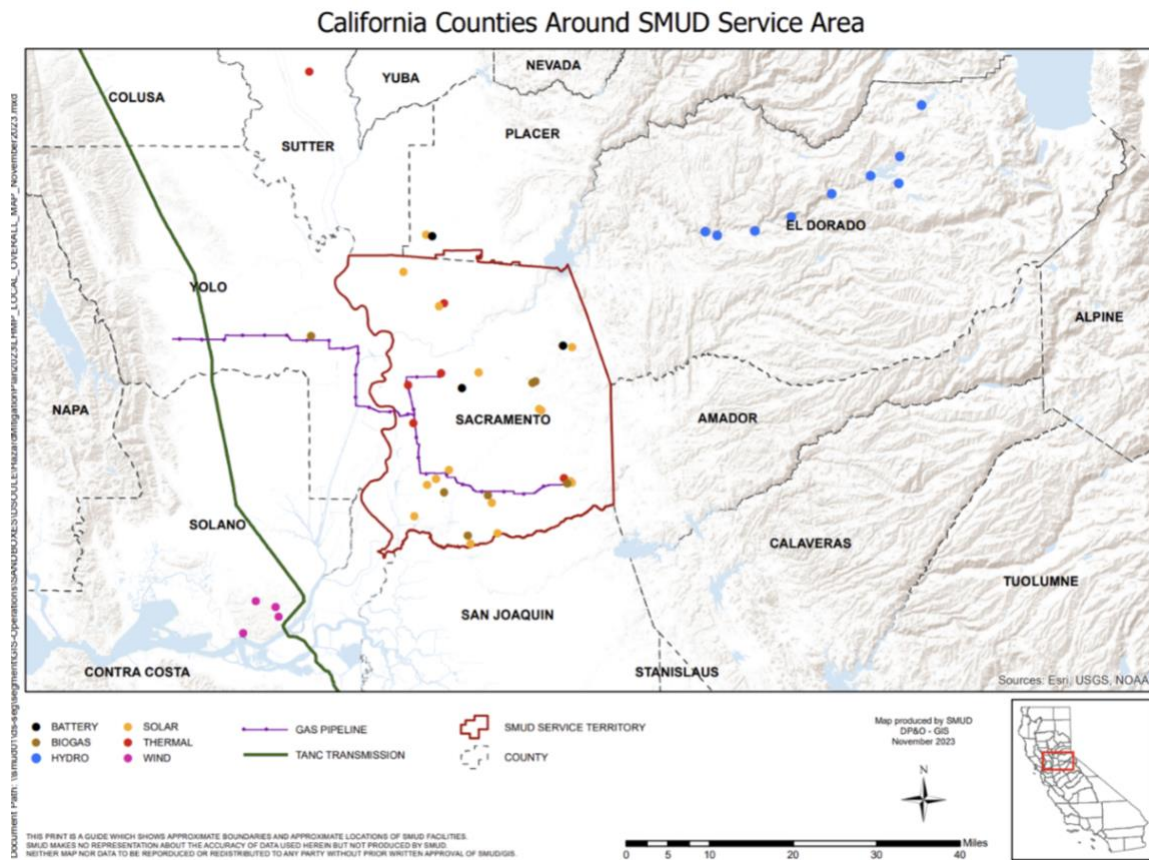 California Counties Around SMUD Service Area
NEVADA
YUBA
COLUSA
PLACER
SUTTER
EL DORADO
YOLO
ALPINE
NAPA
SACRAMENTO
AMADOR
SOLANO
CALAVERAS
TUOLUMNE
SAN JOAQUIN
CONTRA COSTA
STANISLAUS
Sources: Esri, USGS, NOAA
BATTERY
BIOGAS
HYDRO
SOLAR
THERMAL
WIND
GAS PIPELINE
TANC TRANSMISSION
SMUD SERVICE TERRITORY
COUNTY
Map produced by SMUD
DP&O - GIS
November 2023
N
Miles
0 5 10 20 30 40
THIS PRINT IS A GUIDE WHICH SHOWS APPROXIMATE BOUNDARIES AND APPROXIMATE LOCATIONS OF SMUD FACILITIES.
SMUD MAKES NO REPRESENTATION ABOUT THE ACCURACY OF DATA USED HEREIN BUT NOT PRODUCED BY SMUD.
NEITHER MAP NOR DATA TO BE REPORDUCED OR REDISTRIBUTED TO ANY PARTY WITHOUT PRIOR WRITTEN APPROVAL OF SMUD/GIS.